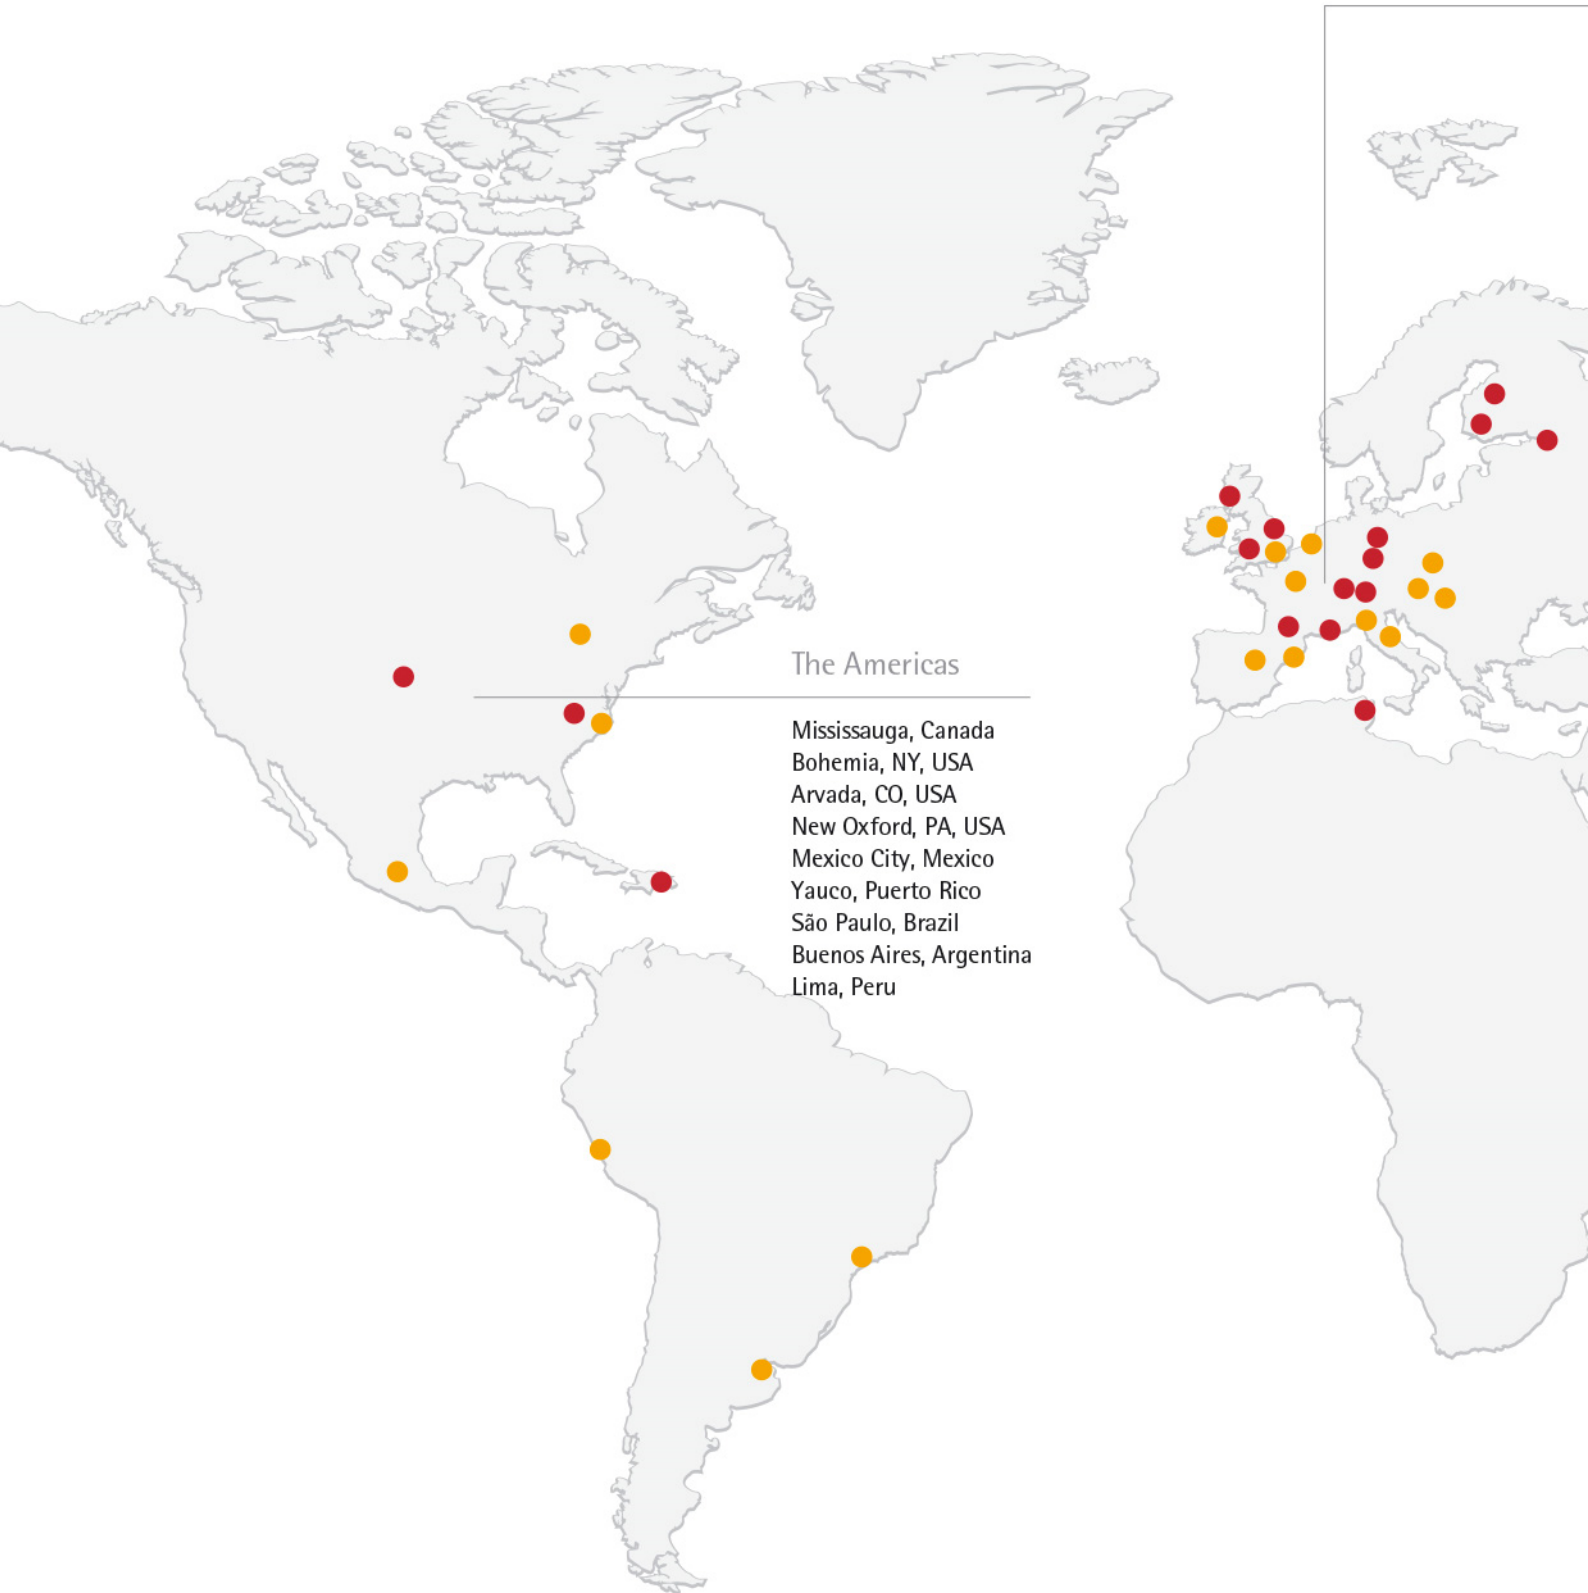 The Americas
Mississauga, Canada
Bohemia, NY, USA
Arvada, CO, USA
New Oxford, PA, USA
Mexico City, Mexico
Yauco, Puerto Rico
São Paulo, Brazil
Buenos Aires, Argentina
Lima, Peru